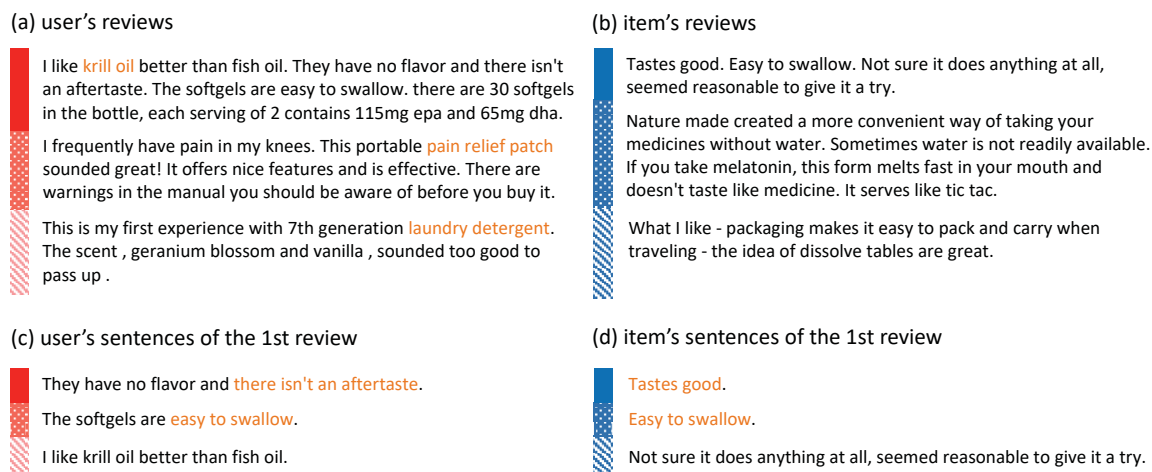 (a) user's reviews
I like krill oil better than fish oil. They have no flavor and there isn't
an aftertaste. The softgels are easy to swallow. there are 30 softgels
in the bottle, each serving of 2 contains 115mg epa and 65mg dha.
I frequently have pain in my knees. This portable pain relief patch
sounded great! It offers nice features and is effective. There are
warnings in the manual you should be aware of before you buy it.
This is my first experience with 7th generation laundry detergent.
The scent , geranium blossom and vanilla , sounded too good to
pass up .
(b) item's reviews
Tastes good. Easy to swallow. Not sure it does anything at all,
seemed reasonable to give it a try.
Nature made created a more convenient way of taking your
medicines without water. Sometimes water is not readily available.
If you take melatonin, this form melts fast in your mouth and
doesn't taste like medicine. It serves like tic tac.
What I like - packaging makes it easy to pack and carry when
traveling - the idea of dissolve tables are great.
(c) user's sentences of the 1st review
They have no flavor and there isn't an aftertaste.
The softgels are easy to swallow.
I like krill oil better than fish oil.
(d) item's sentences of the 1st review
Tastes good.
Easy to swallow.
Not sure it does anything at all, seemed reasonable to give it a try.